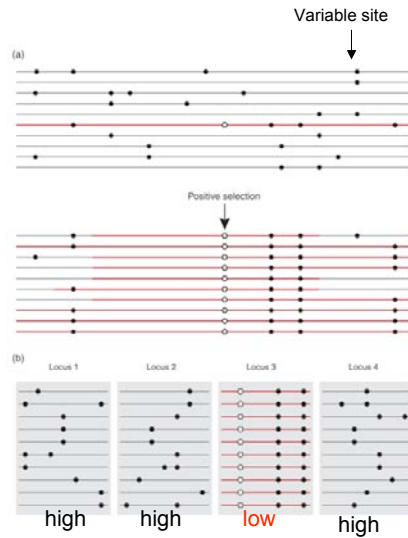 Variable site
(a)
Positive selection
(b)
Locus 1 Locus 2 Locus 3 Locus 4
high high low high